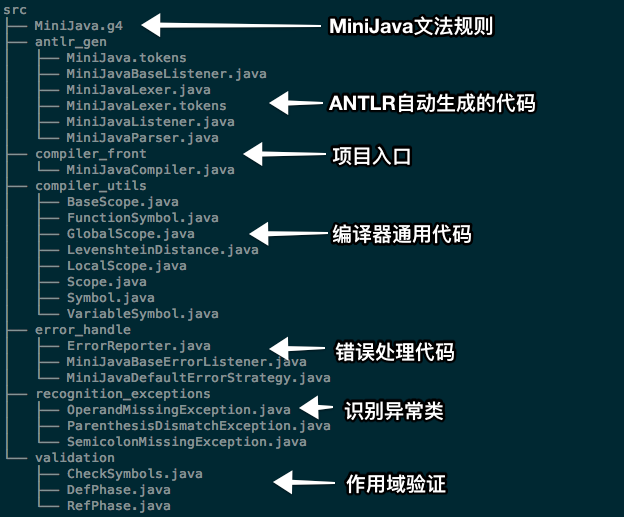 src
├── MiniJava.g4 MiniJava文法规则
├── antlr_gen
│   ├── MiniJava.tokens
│   ├── MiniJavaBaseListener.java
│   ├── MiniJavaLexer.java
│   ├── MiniJavaLexer.tokens ANTLR自动生成的代码
│   ├── MiniJavaListener.java
│   └── MiniJavaParser.java
├── compiler_front 项目入口
│   └── MiniJavaCompiler.java
├── compiler_utils
│   ├── BaseScope.java
│   ├── FunctionSymbol.java
│   ├── GlobalScope.java 编译器通用代码
│   ├── LevenshteinDistance.java
│   ├── LocalScope.java
│   ├── Scope.java
│   ├── Symbol.java
│   └── VariableSymbol.java
├── error_handle
│   ├── ErrorReporter.java 错误处理代码
│   ├── MiniJavaBaseErrorListener.java
│   └── MiniJavaDefaultErrorStrategy.java
├── recognition_exceptions
│   ├── OperandMissingException.java 识别异常类
│   ├── ParenthesisDismatchException.java
│   └── SemicolonMissingException.java
└── validation
    ├── CheckSymbols.java 作用域验证
    ├── DefPhase.java
    └── RefPhase.java